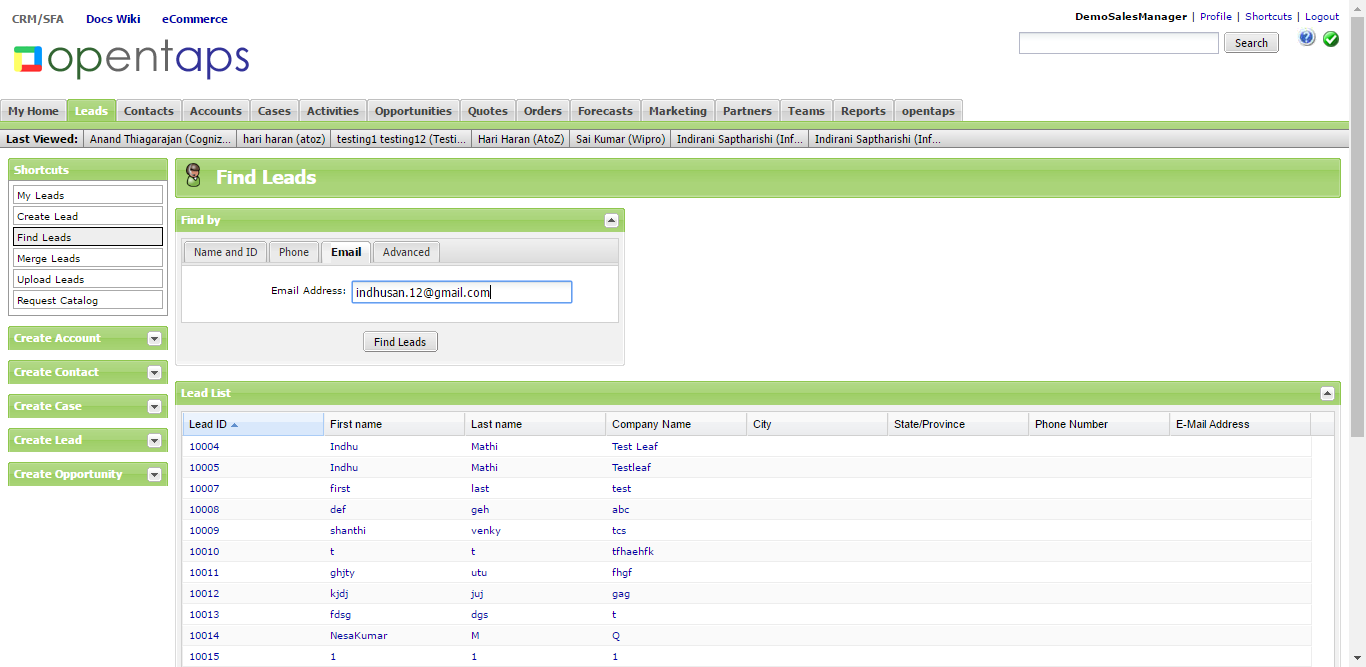 CRM/SFA Docs Wiki eCommerce
DemoSalesManager | Profile | Shortcuts | Logout
opentaps
Search
My Home Leads Contacts Accounts Cases Activities Opportunities Quotes Orders Forecasts Marketing Partners Teams Reports opentaps
Last Viewed: Anand Thiagarajan (Cogniz... hari haran (atoz) testing1 testing12 (Testi... Hari Haran (AtoZ) Sai Kumar (Wipro) Indirani Saptharishi (Inf... Indirani Saptharishi (Inf...
Shortcuts
My Leads
Create Lead
Find Leads
Merge Leads
Upload Leads
Request Catalog
Create Account
Create Contact
Create Case
Create Lead
Create Opportunity
Find Leads
Find by
Name and ID Phone Email Advanced
Email Address: indhusan.12@gmail.com
Find Leads
Lead List
Lead ID First name Last name Company Name City State/Province Phone Number E-Mail Address
10004 Indhu Mathi Test Leaf
10005 Indhu Mathi Testleaf
10007 first last test
10008 def geh abc
10009 shanthi venky tcs
10010 t t tfhaehfk
10011 ghjty utu fhgf
10012 kjdj juj gag
10013 fdsg dgs t
10014 NesaKumar M Q
10015 1 1 1